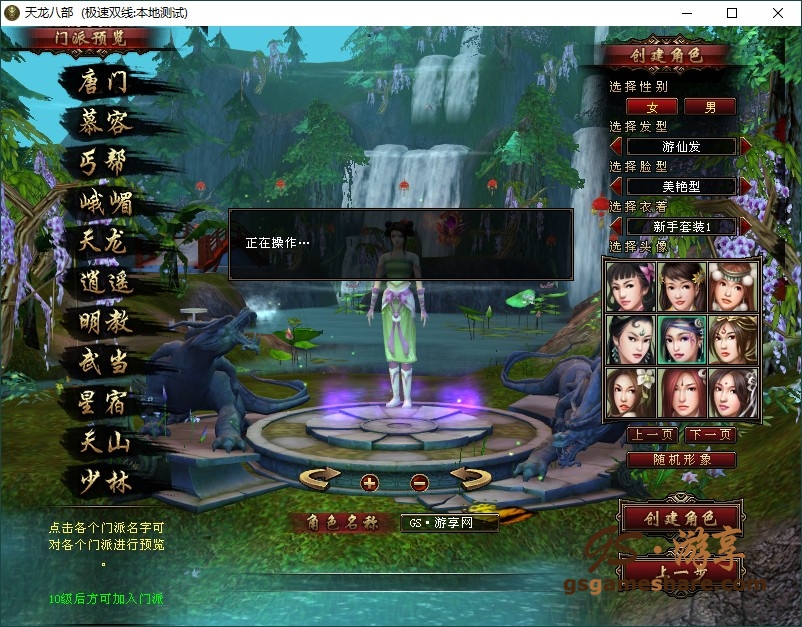 天龙八部 (极速双线:本地测试)
门派预览
唐门
慕容
丐帮
峨嵋
天龙
逍遥
明教
武当
星宿
天山
少林
点击各个门派名字可
对各个门派进行预览
。
10级后方可加入门派
正在操作…
角色名称
GS·游享网
创建角色
选择性别
女 男
选择发型
游仙发
选择脸型
美艳型
选择衣着
新手套装1
选择头像
上一页 下一页
随机形象
创建角色
上一步
GS·游享
gsgameshare.com